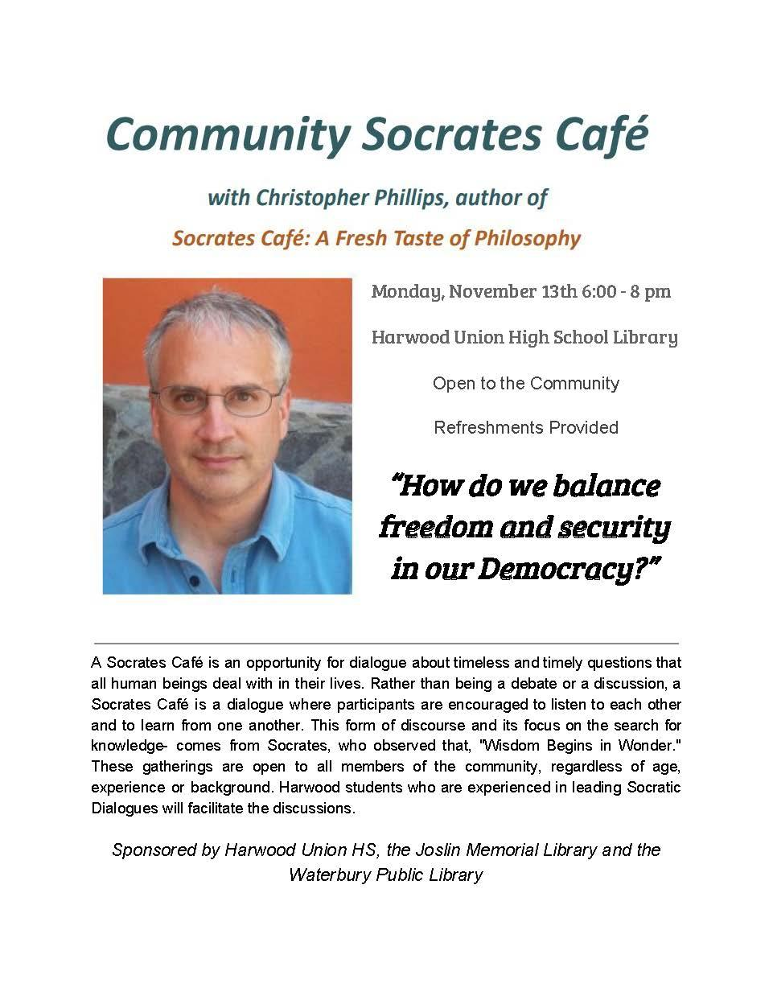 Community Socrates Café
with Christopher Phillips, author of
Socrates Café: A Fresh Taste of Philosophy
Monday, November 13th 6:00 - 8 pm
Harwood Union High School Library
Open to the Community
Refreshments Provided
“How do we balance
freedom and security
in our Democracy?”
A Socrates Café is an opportunity for dialogue about timeless and timely questions that
all human beings deal with in their lives. Rather than being a debate or a discussion, a
Socrates Café is a dialogue where participants are encouraged to listen to each other
and to learn from one another. This form of discourse and its focus on the search for
knowledge- comes from Socrates, who observed that, "Wisdom Begins in Wonder."
These gatherings are open to all members of the community, regardless of age,
experience or background. Harwood students who are experienced in leading Socratic
Dialogues will facilitate the discussions.
Sponsored by Harwood Union HS, the Joslin Memorial Library and the
Waterbury Public Library